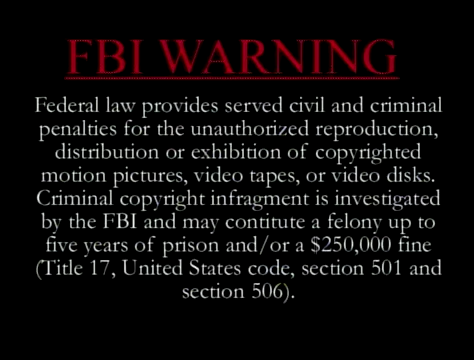 FBI WARNING
Federal law provides served civil and criminal
penalties for the unauthorized reproduction,
distribution or exhibition of copyrighted
motion pictures, video tapes, or video disks.
Criminal copyright infragment is investigated
by the FBI and may contitute a felony up to
five years of prison and/or a $250,000 fine
(Title 17, United States code, section 501 and
section 506).